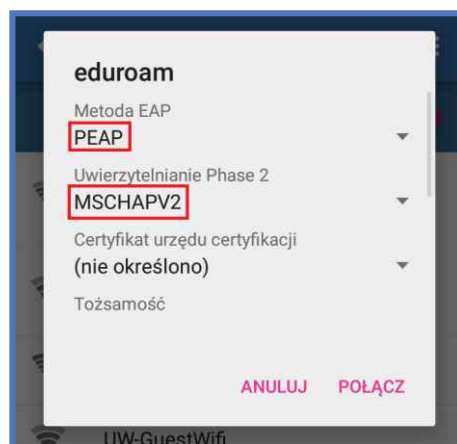 eduroam
Metoda EAP
PEAP
Uwierzytelnianie Phase 2
MSCHAPV2
Certyfikat urzędu certyfikacji
(nie określono)
Tożsamość
ANULUJ POŁĄCZ
UW-GuestWifi